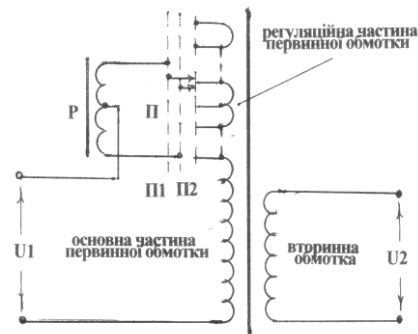 регуляційна частина
первинної обмотки
Р
П
П1 П2
U1
основна частина
первинної обмотки
вторинна
обмотка
U2